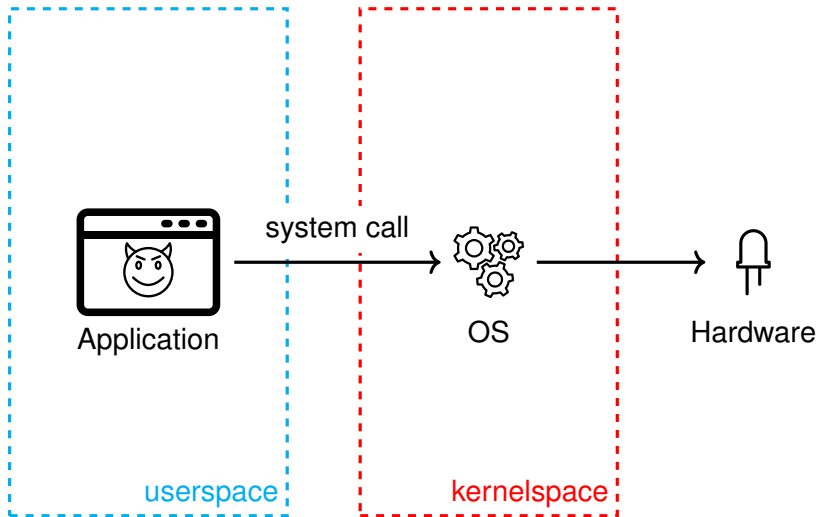 system call
Application
OS
Hardware
userspace
kernelspace